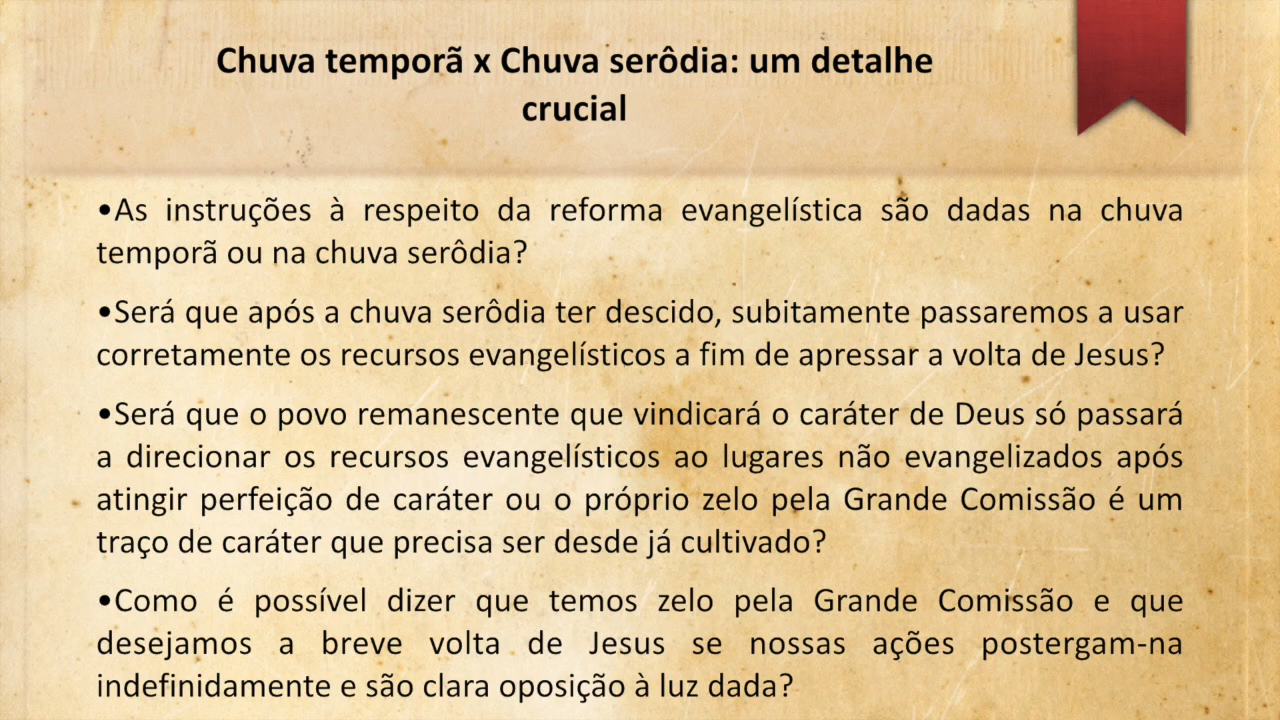 Chuva temporã x Chuva serôdia: um detalhe
crucial
•As instruções à respeito da reforma evangelística são dadas na chuva
temporã ou na chuva serôdia?
•Será que após a chuva serôdia ter descido, subitamente passaremos a usar
corretamente os recursos evangelísticos a fim de apressar a volta de Jesus?
•Será que o povo remanescente que vindicará o caráter de Deus só passará
a direcionar os recursos evangelísticos ao lugares não evangelizados após
atingir perfeição de caráter ou o próprio zelo pela Grande Comissão é um
traço de caráter que precisa ser desde já cultivado?
•Como é possível dizer que temos zelo pela Grande Comissão e que
desejamos a breve volta de Jesus se nossas ações postergam-na
indefinidamente e são clara oposição à luz dada?